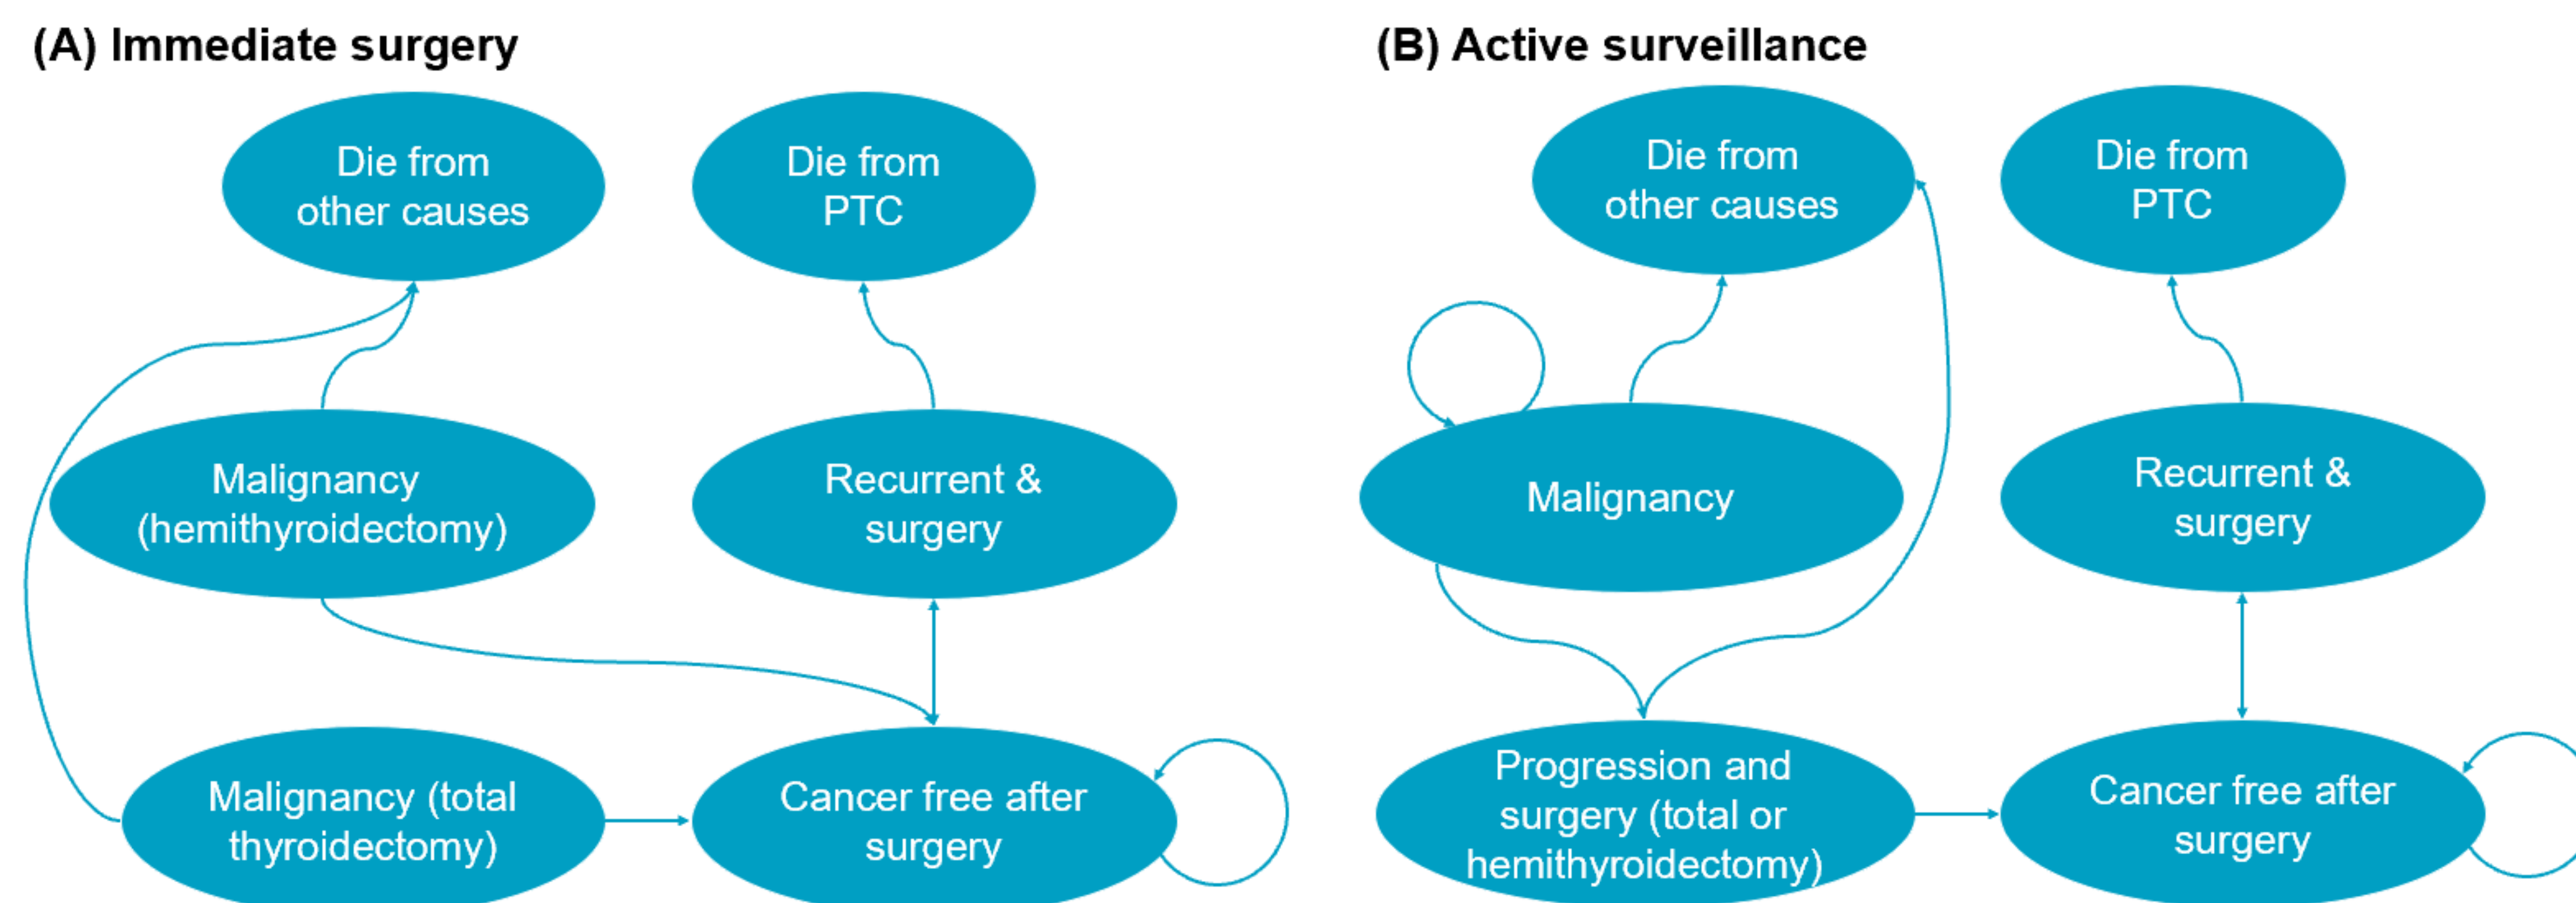 (A) Immediate surgery
Die from
other causes
Die from
PTC
Malignancy
(hemithyroidectomy)
Recurrent &
surgery
Malignancy (total
thyroidectomy)
Cancer free after
surgery
(B) Active surveillance
Die from
other causes
Die from
PTC
Malignancy
Recurrent &
surgery
Progression and
surgery (total or
hemithyroidectomy)
Cancer free after
surgery